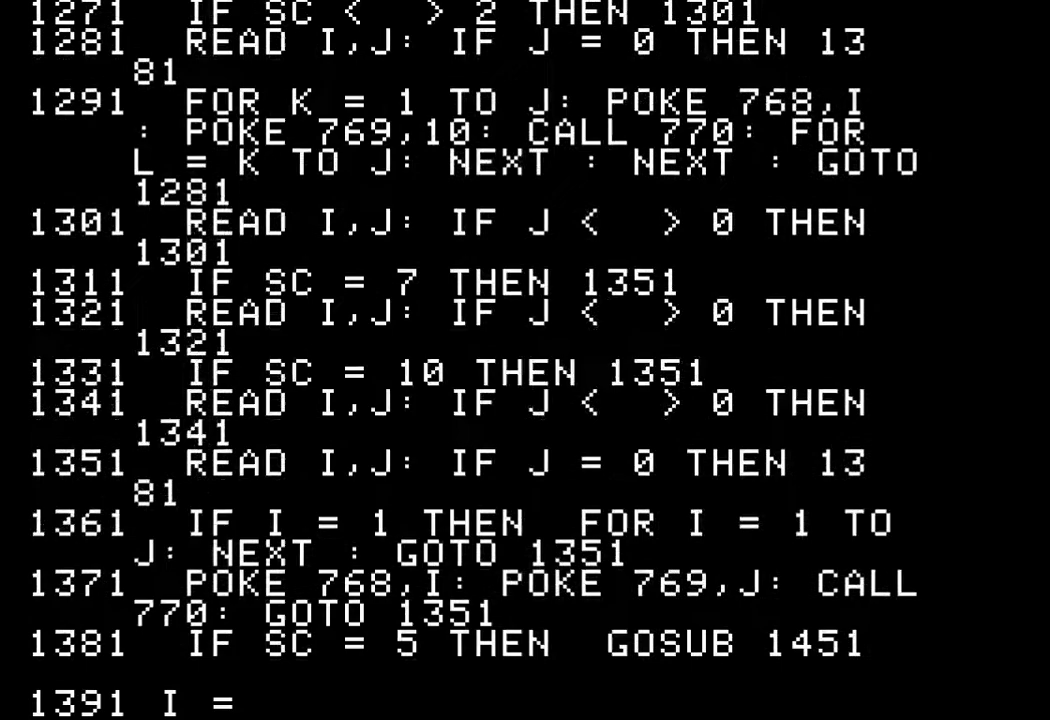 1271  IF SC <  > 2 THEN 1301
1281  READ I,J: IF J = 0 THEN 13
81
1291  FOR K = 1 TO J: POKE 768,I
: POKE 769,10: CALL 770: FOR
L = K TO J: NEXT : NEXT : GOTO
1281
1301  READ I,J: IF J <  > 0 THEN
1301
1311  IF SC = 7 THEN 1351
1321  READ I,J: IF J <  > 0 THEN
1321
1331  IF SC = 10 THEN 1351
1341  READ I,J: IF J <  > 0 THEN
1341
1351  READ I,J: IF J = 0 THEN 13
81
1361  IF I = 1 THEN  FOR I = 1 TO
J: NEXT : GOTO 1351
1371  POKE 768,I: POKE 769,J: CALL
770: GOTO 1351
1381  IF SC = 5 THEN  GOSUB 1451
1391 I =